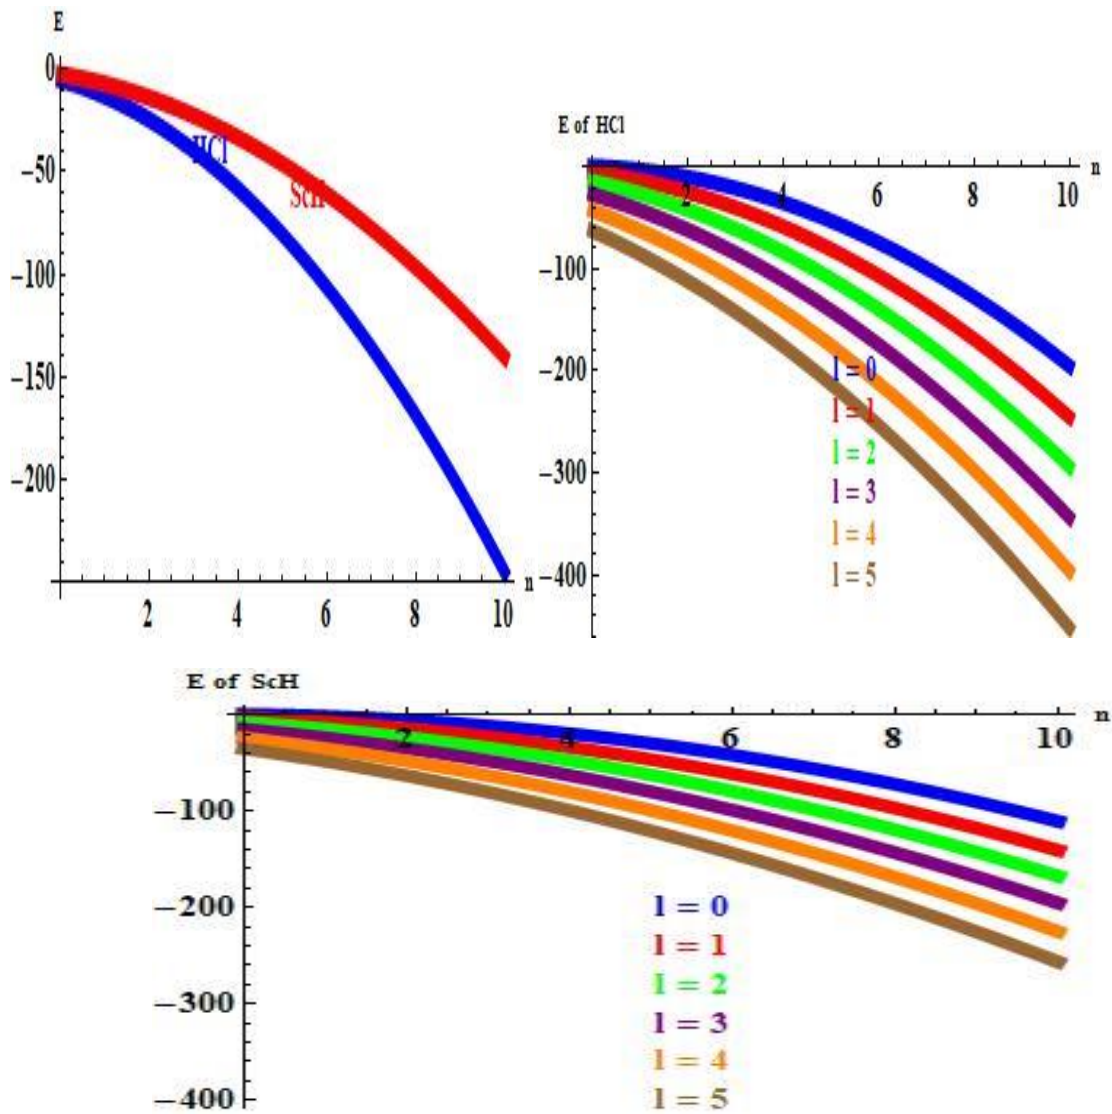 E
0
−50
−100
−150
−200
HCl
ScH
n
2 4 6 8 10
E of HCl
n
2 4 6 8 10
−100
−200
−300
−400
l = 0
l = 1
l = 2
l = 3
l = 4
l = 5
E of ScH
n
2 4 6 8 10
−100
−200
−300
−400
l = 0
l = 1
l = 2
l = 3
l = 4
l = 5